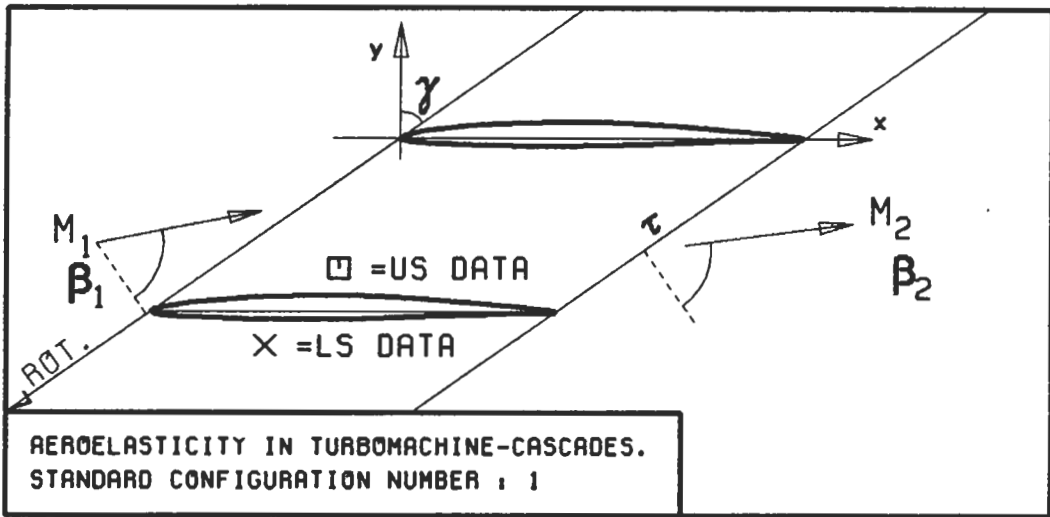 y
γ
x
M₁
β₁
τ
M₂
β₂
□ =US DATA
X =LS DATA
ROT.
AEROELASTICITY IN TURBOMACHINE-CASCADES.
STANDARD CONFIGURATION NUMBER : 1